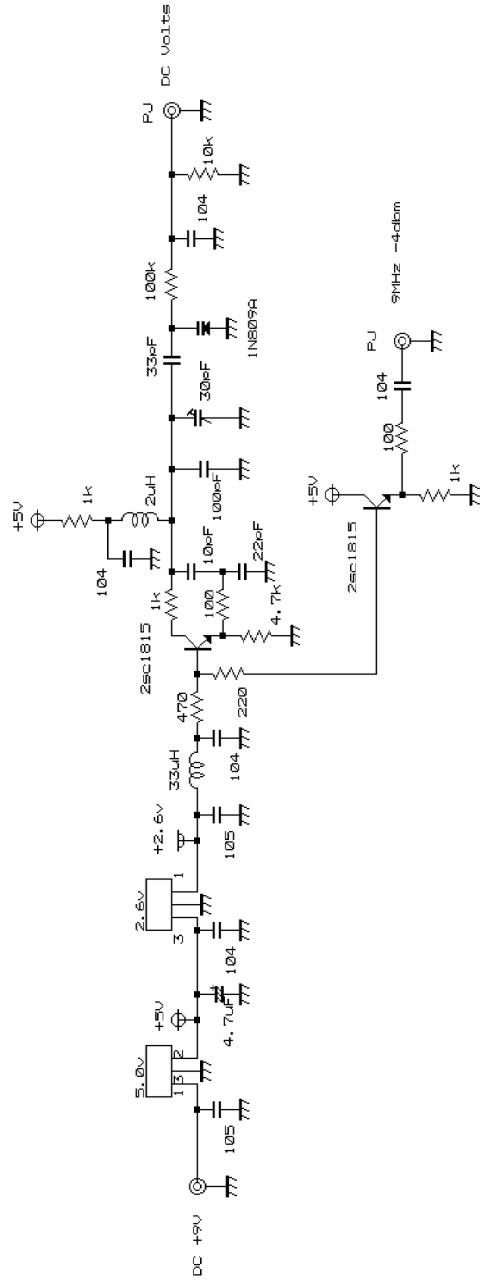 DC +9V
105
5.0v
1 3 2
+5V
4.7uF
104
2.6v
3 1
+2.6v
105
33uH
104
470
220
2sc1815
1k
100
4.7k
10pF
22pF
104
+5V
1k
2uH
100pF
30pF
33pF
1N809A
100k
104
10k
PJ
DC Volts
2sc1815
+5V
1k
100
104
PJ
9MHz -4dbm